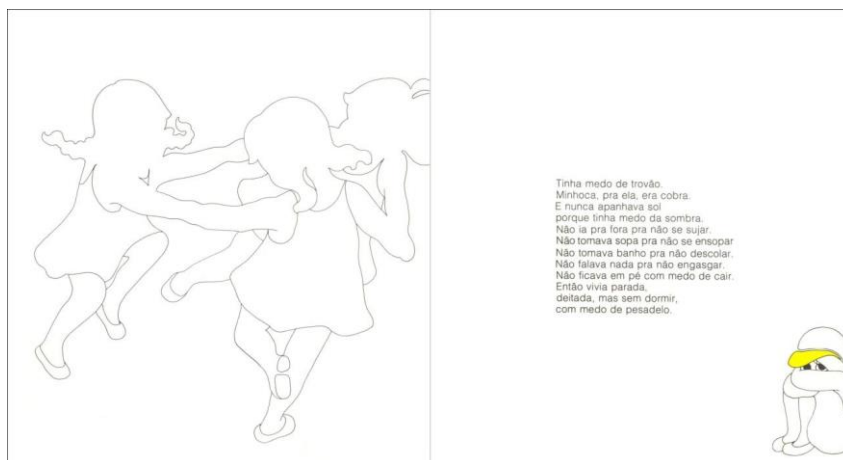 Tinha medo de trovão.
Minhoca, pra ela, era cobra.
E nunca apanhava sol
porque tinha medo da sombra.
Não ia pra fora pra não se sujar.
Não tomava sopa pra não se ensopar
Não tomava banho pra não descolar.
Não falava nada pra não engasgar.
Não ficava em pé com medo de cair.
Então vivia parada,
deitada, mas sem dormir,
com medo de pesadelo.